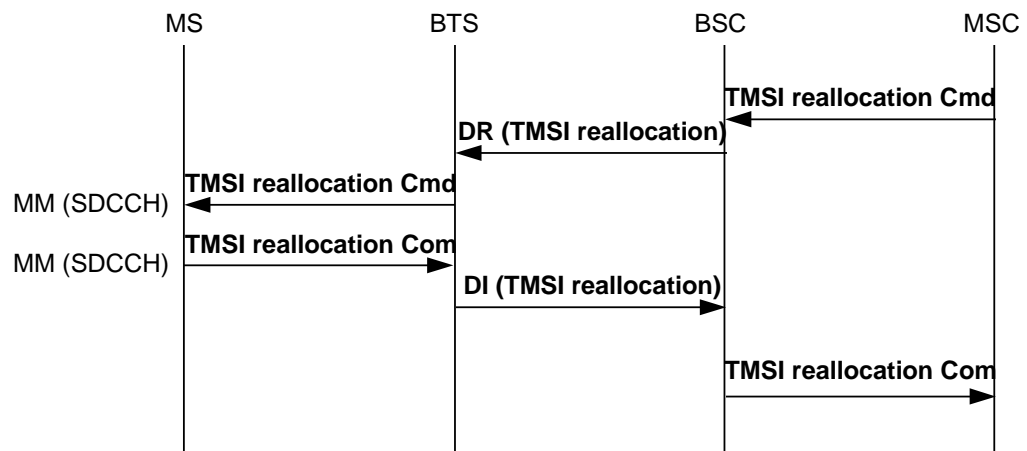 MS BTS BSC MSC
TMSI reallocation Cmd
DR (TMSI reallocation)
TMSI reallocation Cmd
MM (SDCCH)
TMSI reallocation Com
MM (SDCCH)
DI (TMSI reallocation)
TMSI reallocation Com